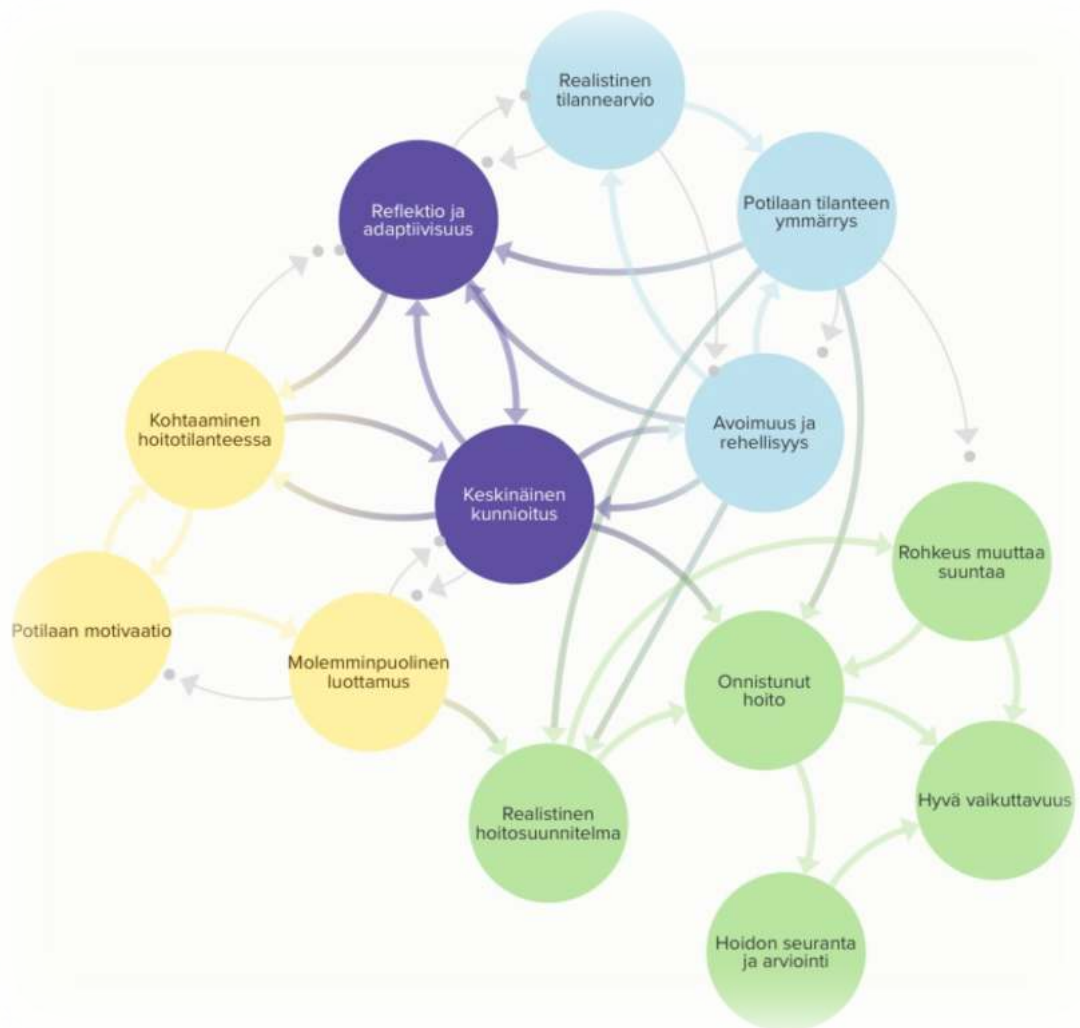 Realistinen
tilannearvio
Reflektio ja
adaptiivisuus
Potilaan tilanteen
ymmärrys
Kohtaaminen
hoitotilanteessa
Avoimuus ja
rehellisyys
Keskinäinen
kunnioitus
Rohkeus muuttaa
suuntaa
Potilaan motivaatio
Molemminpuolinen
luottamus
Onnistunut
hoito
Realistinen
hoitosuunnitelma
Hyvä vaikuttavuus
Hoidon seuranta
ja arviointi